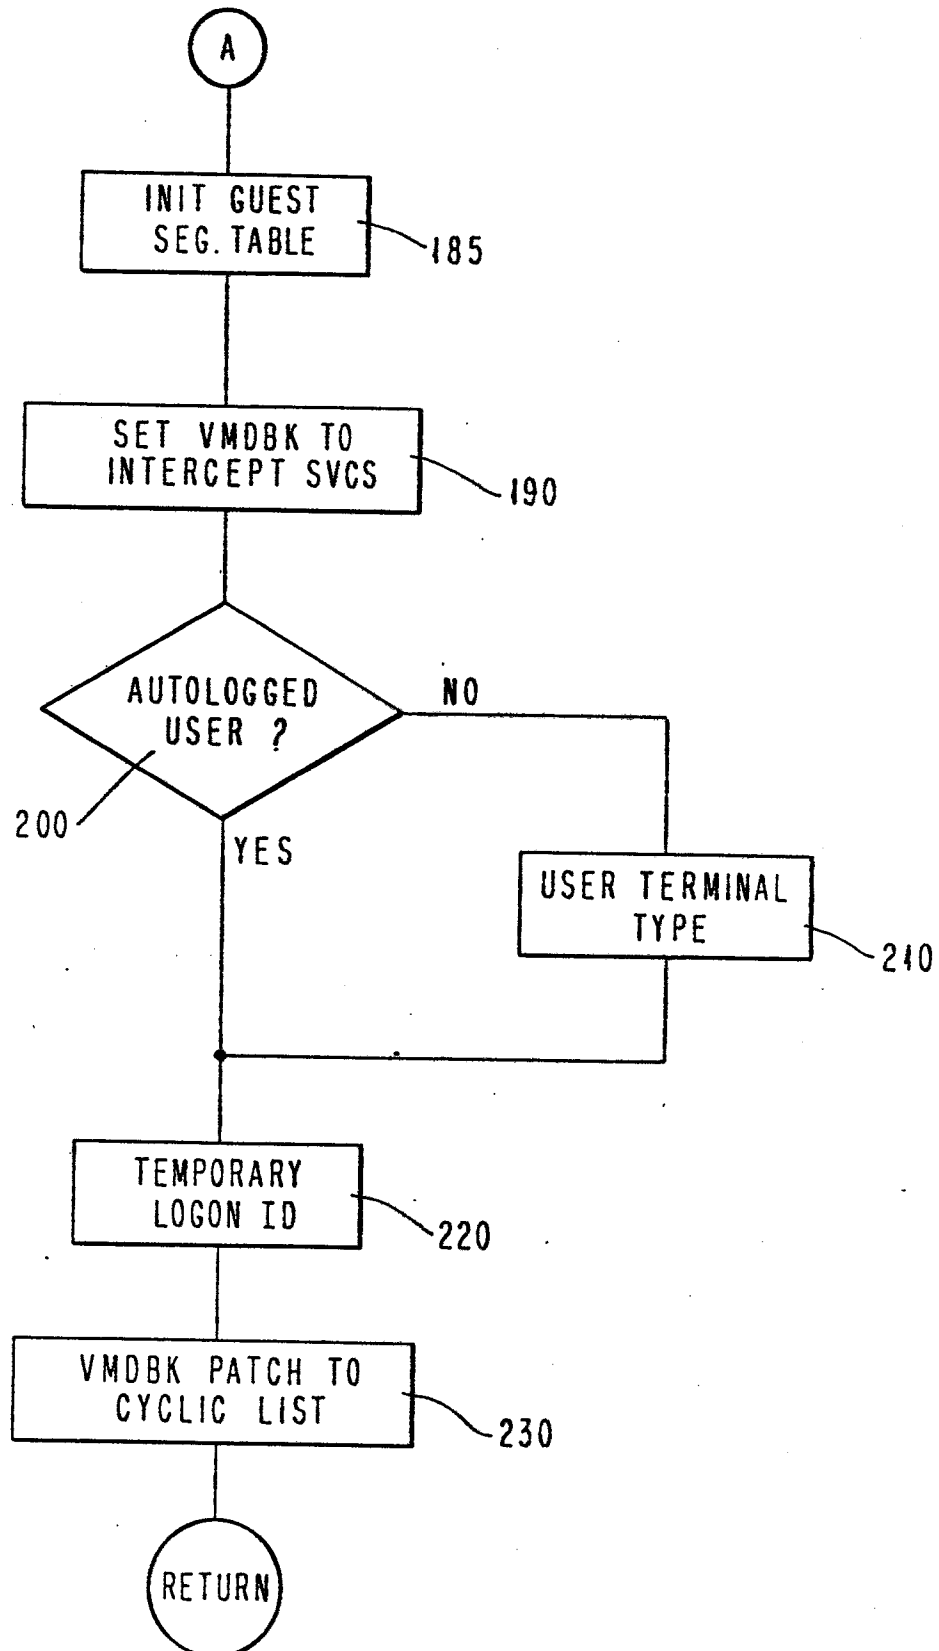 A
INIT GUEST
SEG. TABLE
185
SET VMDBK TO
INTERCEPT SVCS
190
AUTOLOGGED
USER ?
NO
200
YES
USER TERMINAL
TYPE
210
TEMPORARY
LOGON ID
220
VMDBK PATCH TO
CYCLIC LIST
230
RETURN